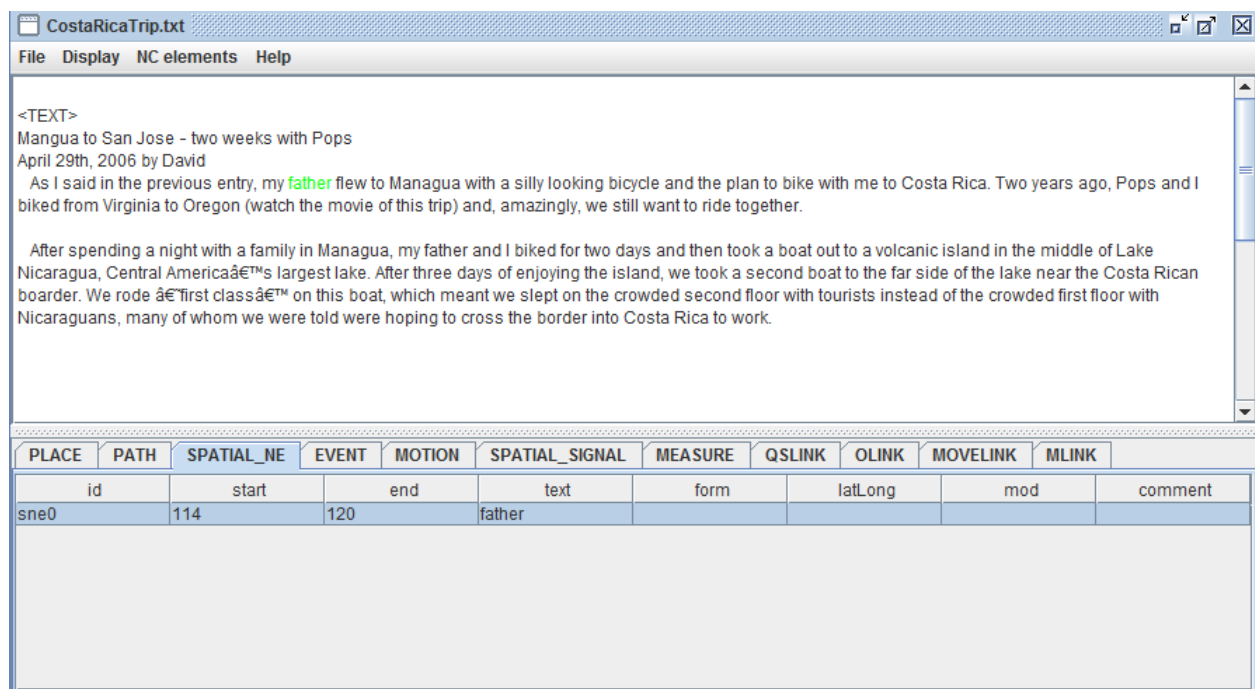 CostaRicaTrip.txt
File Display NC elements Help
<TEXT>
Mangua to San Jose - two weeks with Pops
April 29th, 2006 by David
As I said in the previous entry, my father flew to Managua with a silly looking bicycle and the plan to bike with me to Costa Rica. Two years ago, Pops and I
biked from Virginia to Oregon (watch the movie of this trip) and, amazingly, we still want to ride together.
After spending a night with a family in Managua, my father and I biked for two days and then took a boat out to a volcanic island in the middle of Lake
Nicaragua, Central Americaâ€™s largest lake. After three days of enjoying the island, we took a second boat to the far side of the lake near the Costa Rican
boarder. We rode â€˜first classâ€™ on this boat, which meant we slept on the crowded second floor with tourists instead of the crowded first floor with
Nicaraguans, many of whom we were told were hoping to cross the border into Costa Rica to work.
PLACE PATH SPATIAL_NE EVENT MOTION SPATIAL_SIGNAL MEASURE QSLINK OLINK MOVELINK MLINK
id start end text form latLong mod comment
sne0 114 120 father